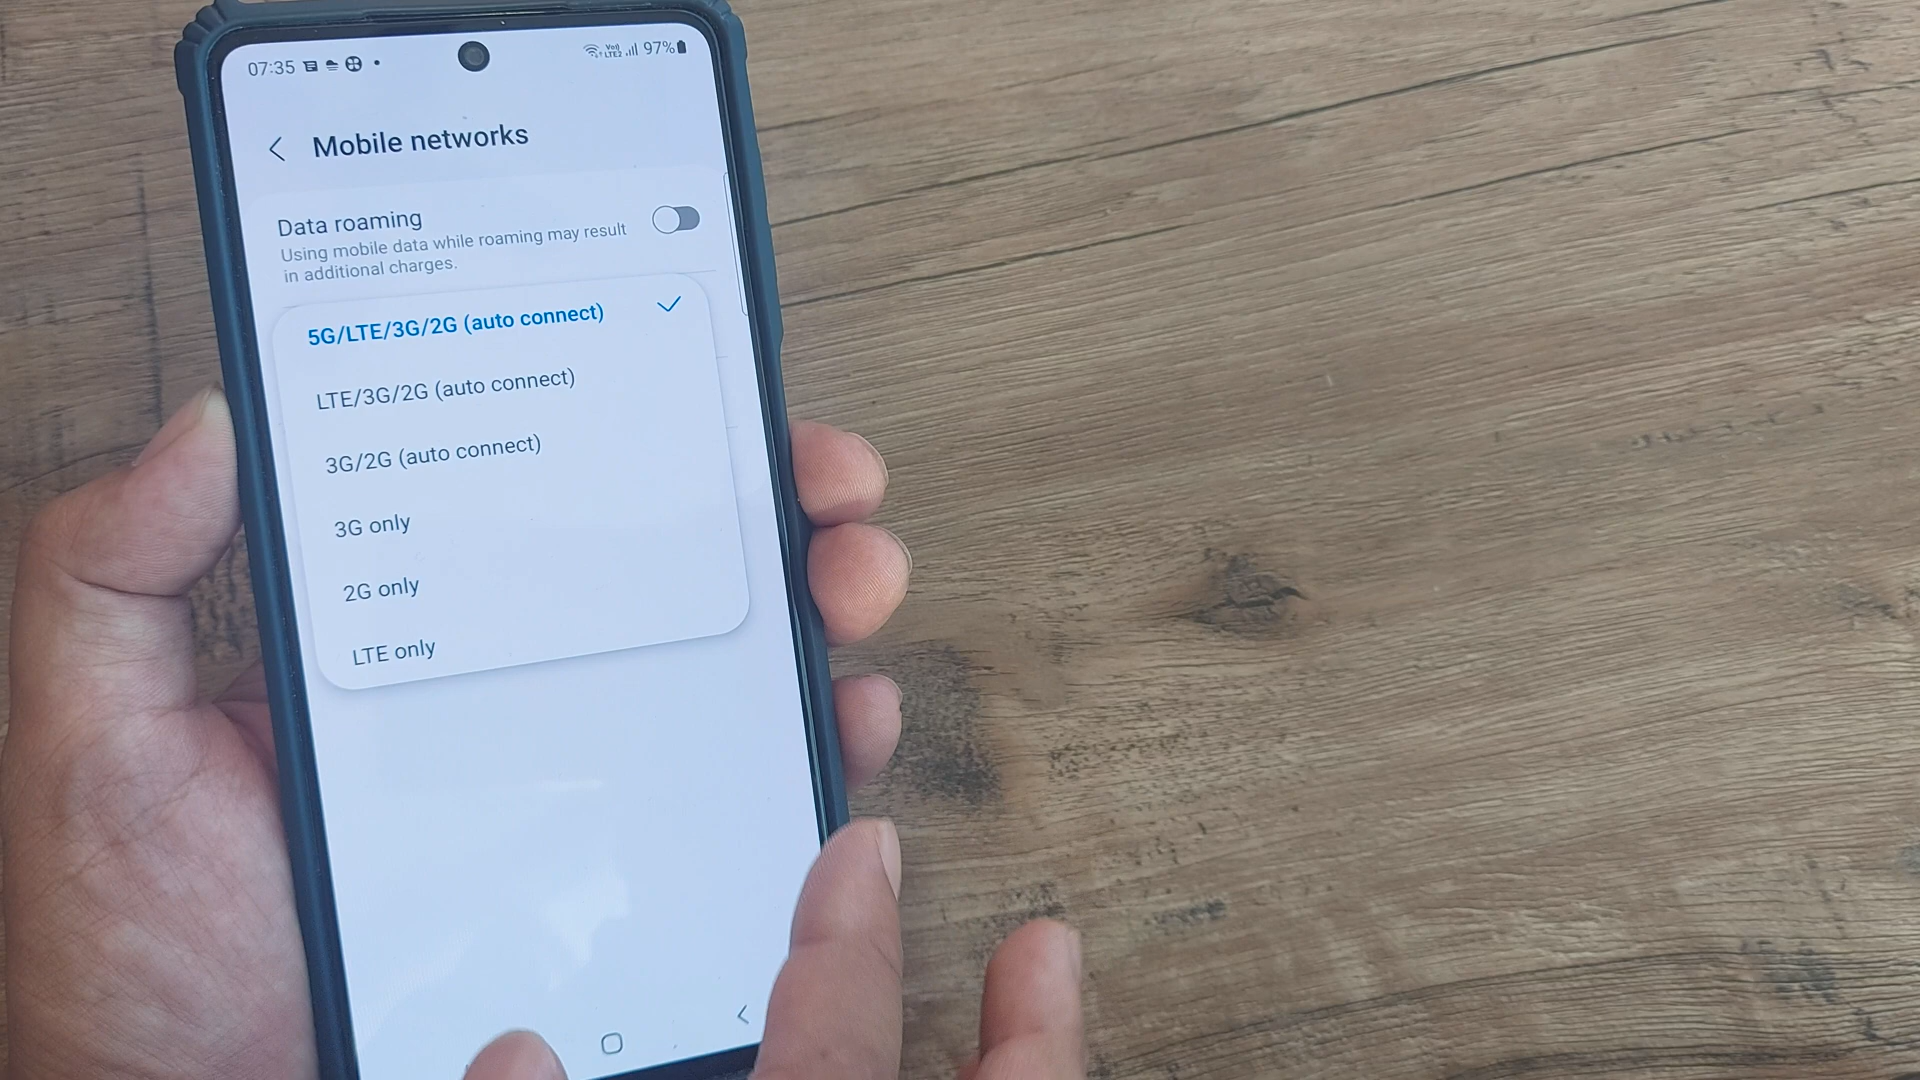 07:35
Vo)) LTE2 97%
Mobile networks
Data roaming
Using mobile data while roaming may result
in additional charges.
5G/LTE/3G/2G (auto connect)
LTE/3G/2G (auto connect)
3G/2G (auto connect)
3G only
2G only
LTE only